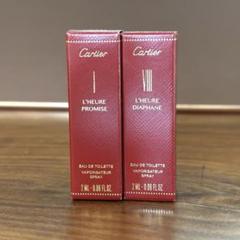 Cartier
I
L'HEURE
PROMISE
EAU DE TOILETTE
VAPORISATEUR
SPRAY
2 ML - 0.06 FL. OZ
Cartier
VIII
L'HEURE
DIAPHANE
EAU DE TOILETTE
VAPORISATEUR
SPRAY
2 ML - 0.06 FL. OZ